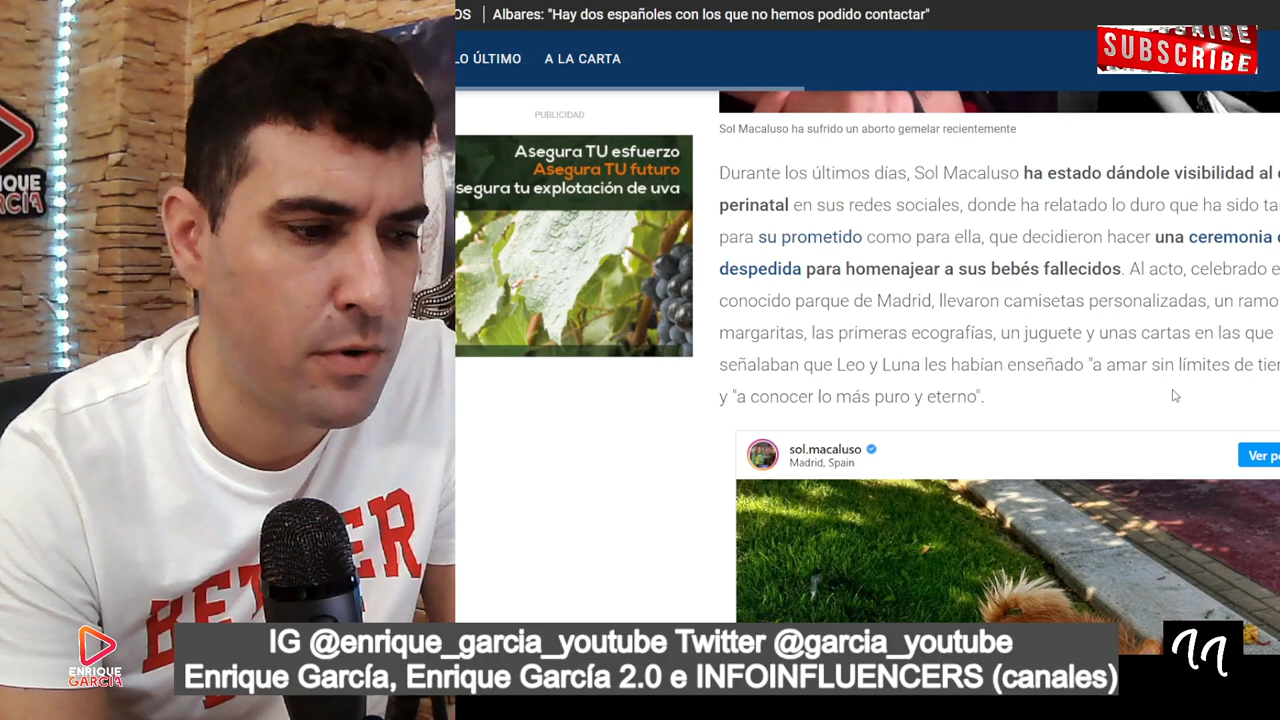 OS | Albares: "Hay dos españoles con los que no hemos podido contactar"
SUBSCRIBE
LO ÚLTIMO A LA CARTA
PUBLICIDAD
Asegura TU esfuerzo
Asegura TU futuro
segura tu explotación de uva
Sol Macaluso ha sufrido un aborto gemelar recientemente
Durante los últimos días, Sol Macaluso ha estado dándole visibilidad al
perinatal en sus redes sociales, donde ha relatado lo duro que ha sido ta
para su prometido como para ella, que decidieron hacer una ceremonia
despedida para homenajear a sus bebés fallecidos. Al acto, celebrado e
conocido parque de Madrid, llevaron camisetas personalizadas, un ramo
margaritas, las primeras ecografías, un juguete y unas cartas en las que
señalaban que Leo y Luna les habían enseñado "a amar sin límites de tie
y "a conocer lo más puro y eterno".
sol.macaluso
Madrid, Spain
Ver pe
BETTER
IG @enrique_garcia_youtube Twitter @garcia_youtube
Enrique García, Enrique García 2.0 e INFOINFLUENCERS (canales)
ENRIQUE
GARCÍA